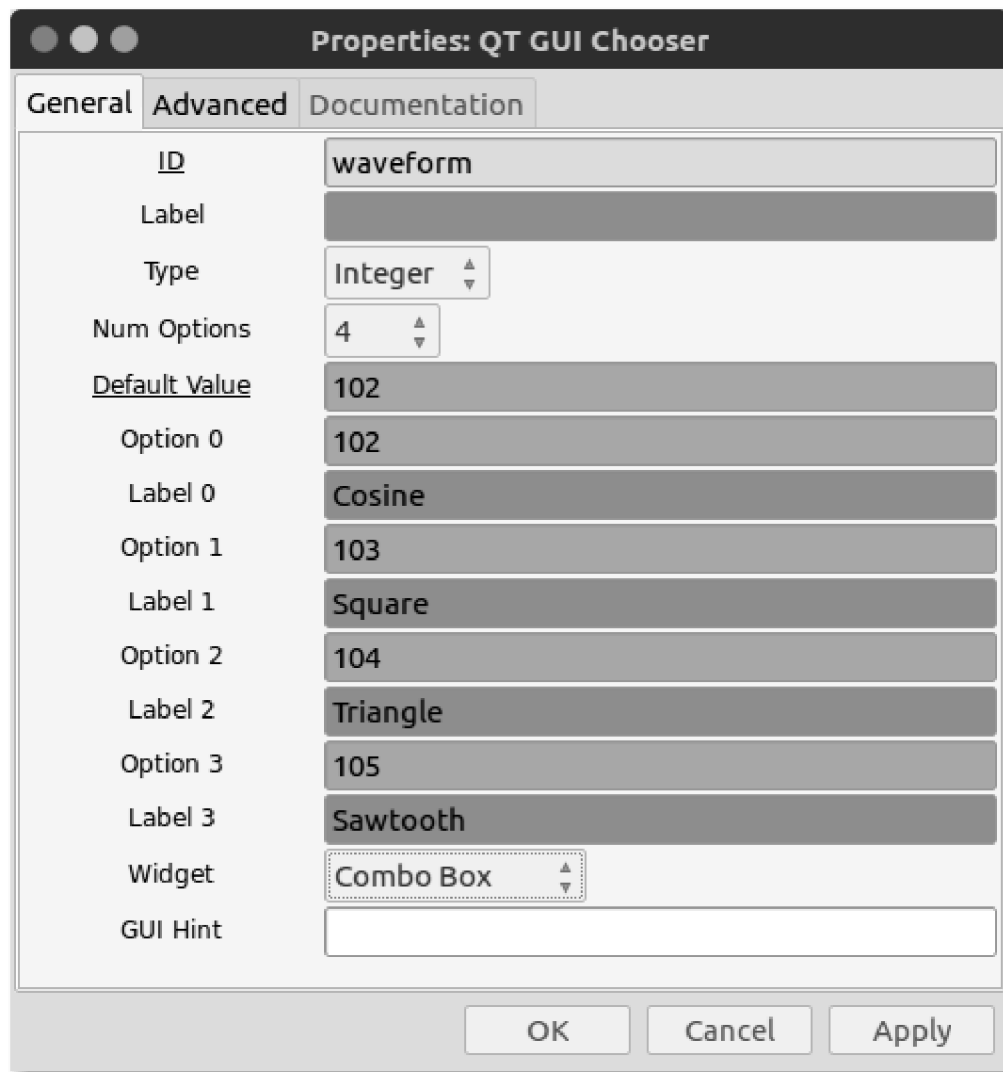 Properties: QT GUI Chooser
General Advanced Documentation
ID waveform
Label
Type Integer
Num Options 4
Default Value 102
Option 0 102
Label 0 Cosine
Option 1 103
Label 1 Square
Option 2 104
Label 2 Triangle
Option 3 105
Label 3 Sawtooth
Widget Combo Box
GUI Hint
OK Cancel Apply